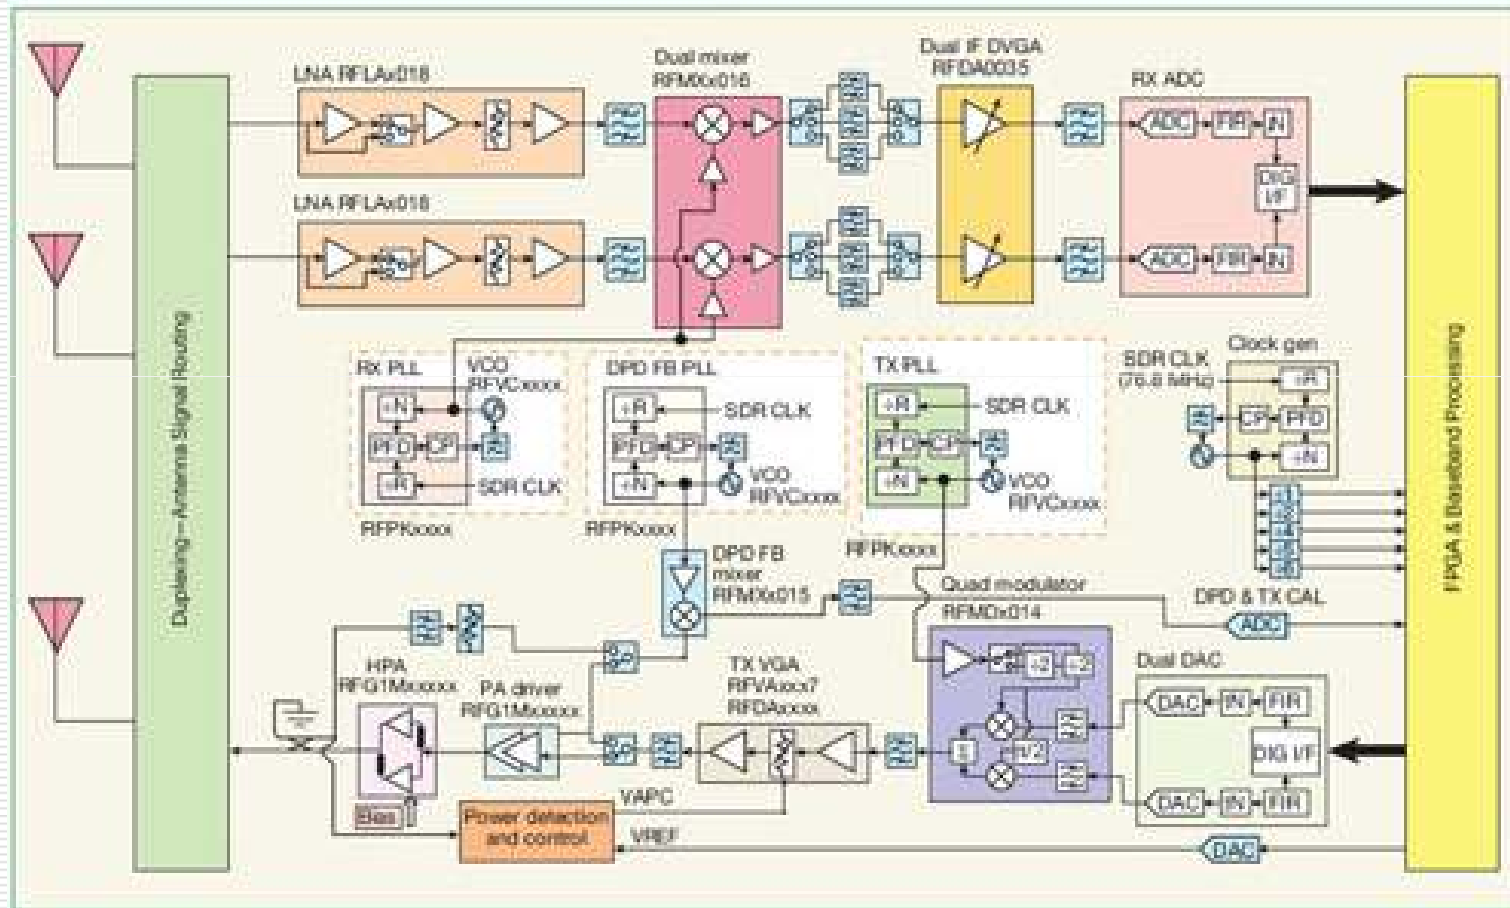 LNA RFLAx018
Dual mixer
RFMXx016
Dual IF DVGA
RFDA0035
RX ADC
ADC
FIR
IN
DIG
I/F
LNA RFLAx018
ADC
FIR
IN
Duplexing—Antenna Signal Routing
FPGA & Baseband Processing
RX PLL
VCO
RFVCxxxx
÷N
PFD
CP
÷R
SDR CLK
RFPKxxxx
DPD FB PLL
÷R
SDR CLK
PFD
CP
÷N
VCO
RFVCxxxx
RFPKxxxx
TX PLL
÷R
SDR CLK
PFD
CP
÷N
VCO
RFVCxxxx
RFPKxxxx
Clock gen
SDR CLK
(76.8 MHz)
÷R
CP
PFD
÷N
DPD FB
mixer
RFMXx015
Quad modulator
RFMDx014
÷2
÷2
π/2
Σ
DPD & TX CAL
ADC
Dual DAC
DAC
IN
FIR
DIG I/F
DAC
IN
FIR
HPA
RFG1Mxxxxx
PA driver
RFG1Mxxxxx
TX VGA
RFVAxxx?
RFDAxxxx
Bias
VAPC
Power detection
and control
VREF
DAC